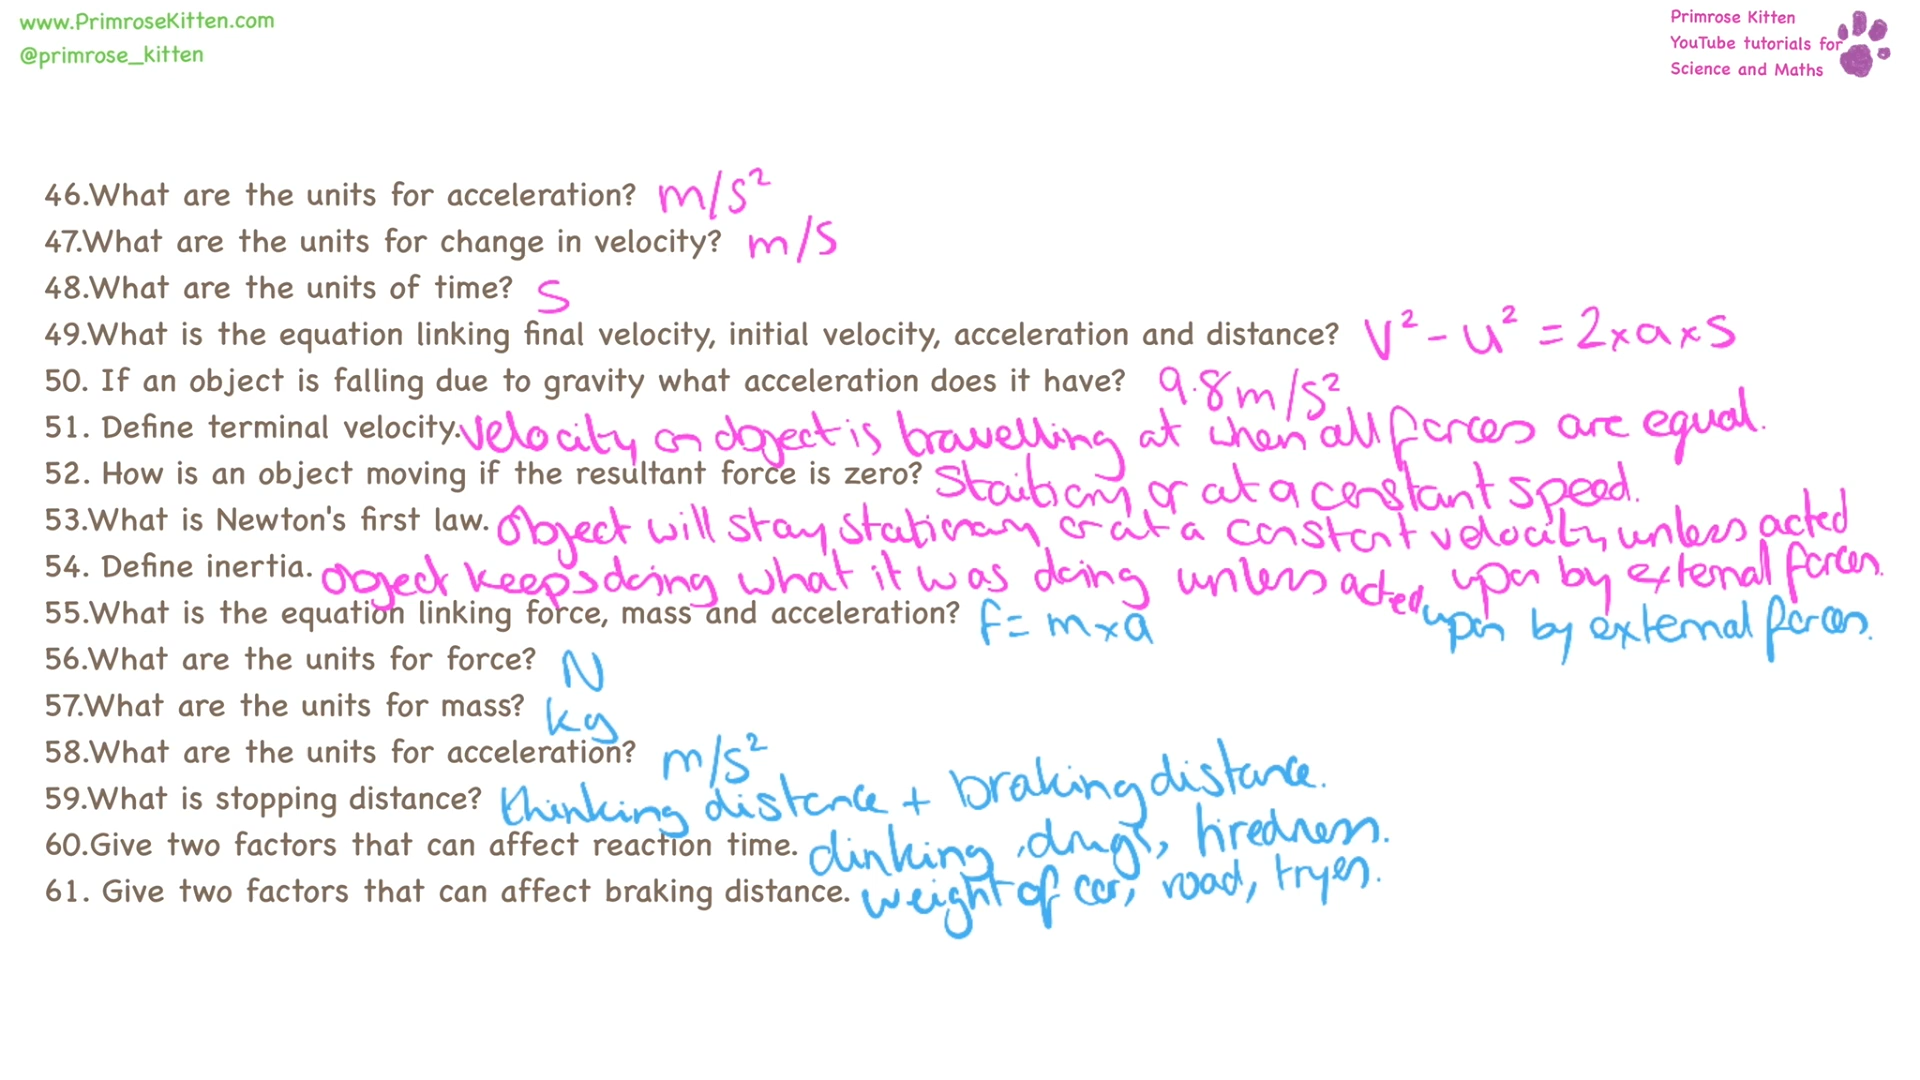 www.PrimroseKitten.com
@primrose_kitten
Primrose Kitten
YouTube tutorials for
Science and Maths
46.What are the units for acceleration? m/s²
47.What are the units for change in velocity? m/s
48.What are the units of time? s
49.What is the equation linking final velocity, initial velocity, acceleration and distance? v² - u² = 2×a×s
50. If an object is falling due to gravity what acceleration does it have? 9.8m/s²
51. Define terminal velocity. Velocity an object is travelling at when all forces are equal.
52. How is an object moving if the resultant force is zero? Stationary or at a constant speed.
53.What is Newton's first law. Object will stay stationary or at a constant velocity unless acted upon by external forces.
54. Define inertia. Object keeps doing what it was doing unless acted upon by external forces.
55.What is the equation linking force, mass and acceleration? f= m×a
56.What are the units for force? N
57.What are the units for mass? kg
58.What are the units for acceleration? m/s²
59.What is stopping distance? thinking distance + braking distance.
60.Give two factors that can affect reaction time. dinking, drugs, tiredness.
61. Give two factors that can affect braking distance. weight of car, road, tryes.